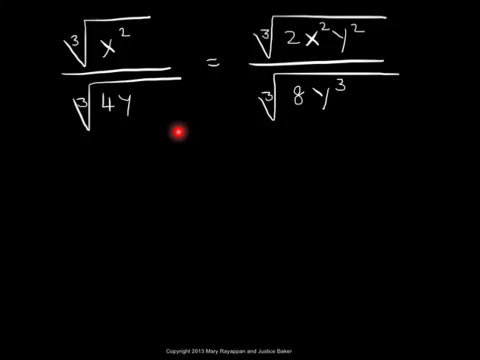 ∛x² / ∛4y = ∛2x²y² / ∛8y³
Copyright 2013 Mary Rayappan and Justice Baker